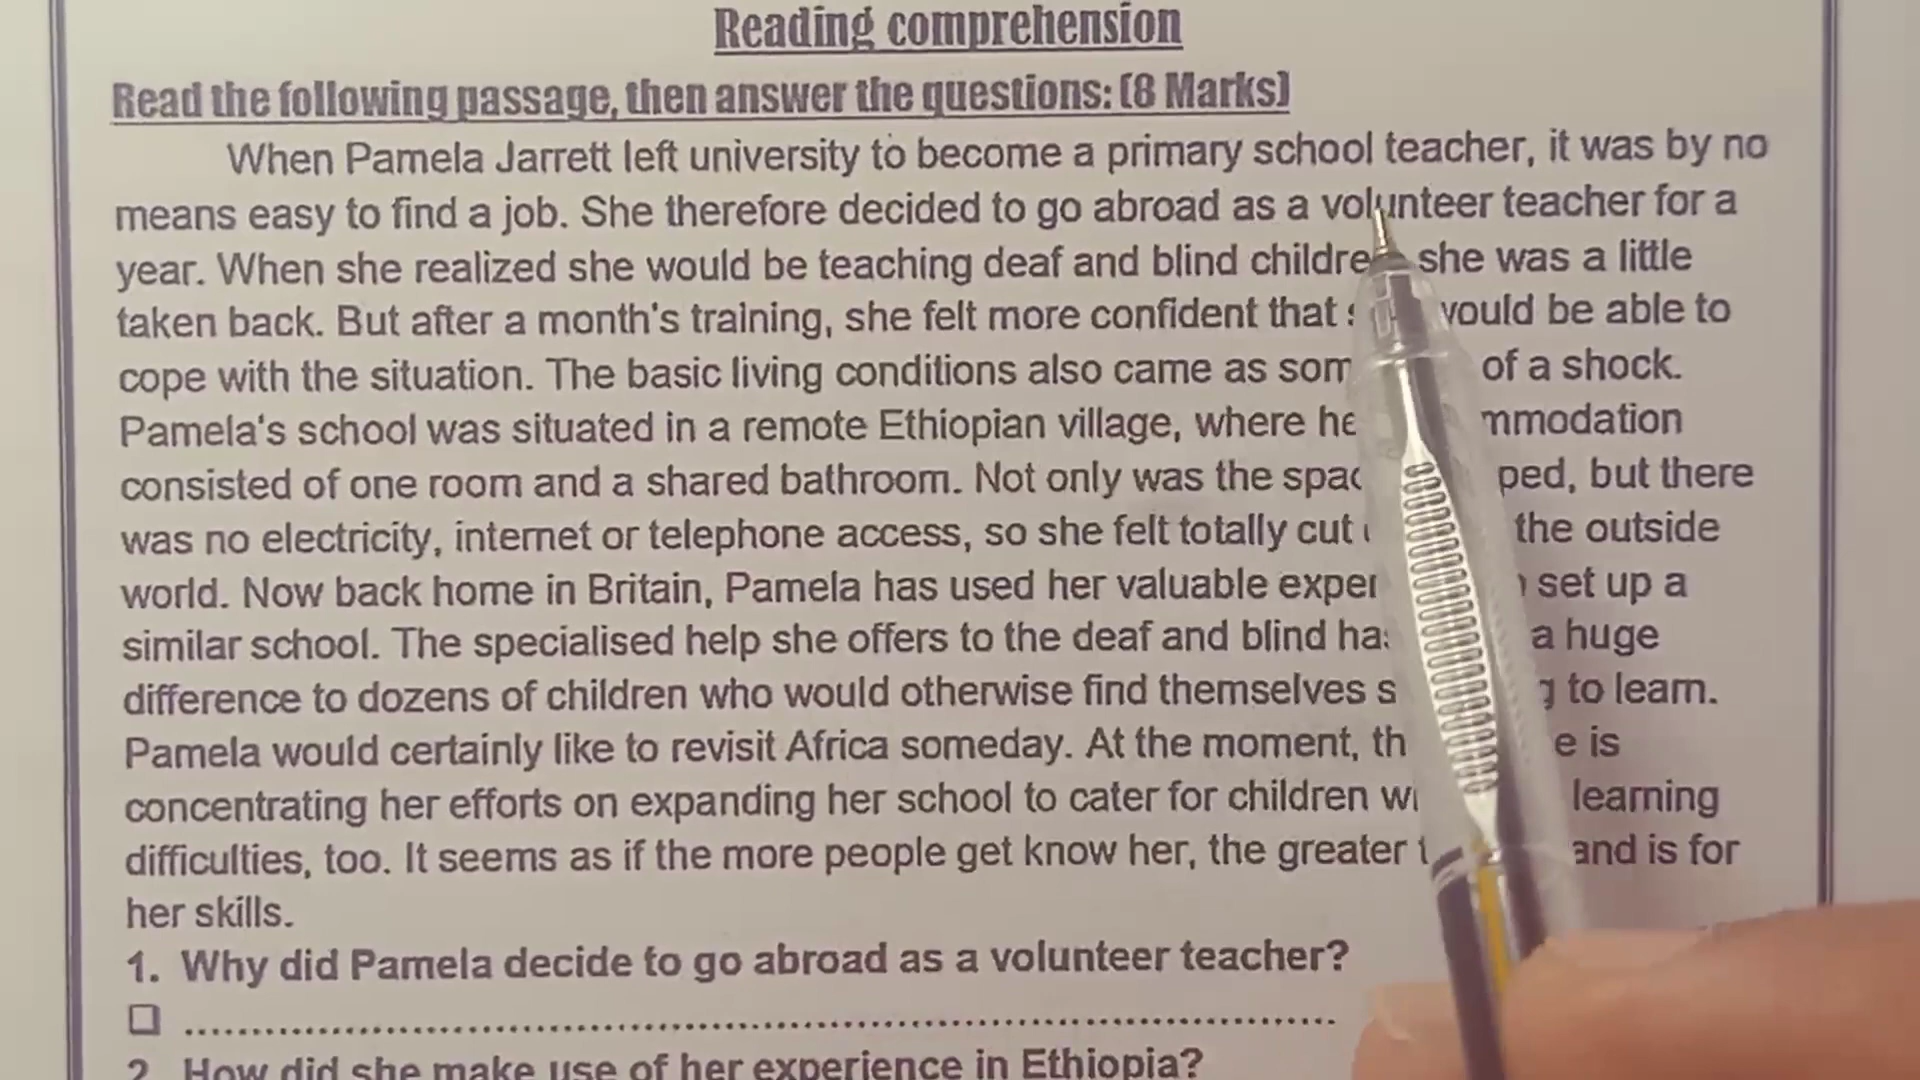 Reading comprehension
Read the following passage, then answer the questions: (8 Marks)
When Pamela Jarrett left university to become a primary school teacher, it was by no
means easy to find a job. She therefore decided to go abroad as a volunteer teacher for a
year. When she realized she would be teaching deaf and blind children she was a little
taken back. But after a month's training, she felt more confident that would be able to
cope with the situation. The basic living conditions also came as of a shock.
Pamela's school was situated in a remote Ethiopian village, where
consisted of one room and a shared bathroom. Not only was the but there
was no electricity, internet or telephone access, so she felt totally cut the outside
world. Now back home in Britain, Pamela has used her valuable set up a
similar school. The specialised help she offers to the deaf and blind a huge
difference to dozens of children who would otherwise find themselves to learn.
Pamela would certainly like to revisit Africa someday. At the moment, is
concentrating her efforts on expanding her school to cater for children learning
difficulties, too. It seems as if the more people get know her, the greater is for
her skills.
1. Why did Pamela decide to go abroad as a volunteer teacher?
2 How did she make use of her experience in Ethiopia?